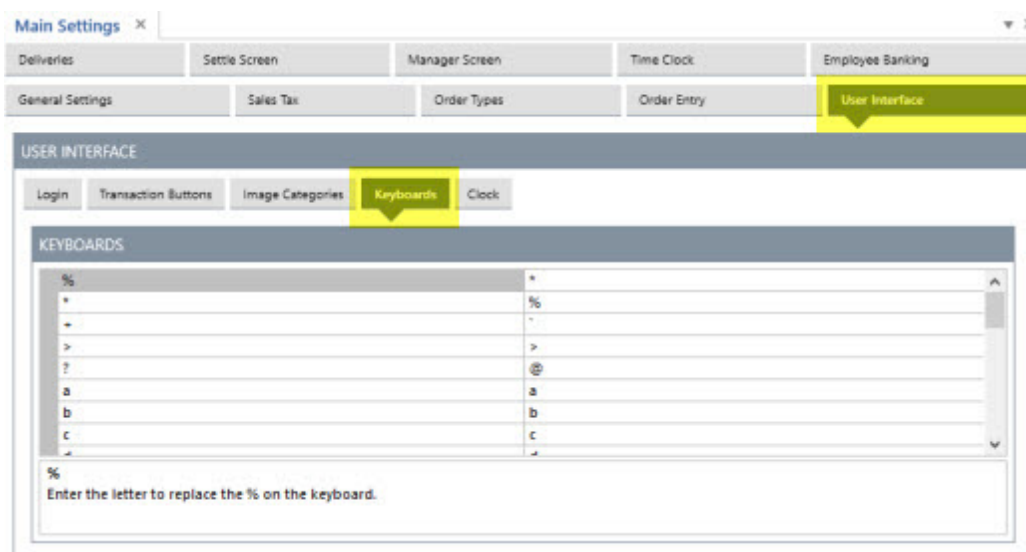 Main Settings ×
Deliveries Settle Screen Manager Screen Time Clock Employee Banking
General Settings Sales Tax Order Types Order Entry User Interface
USER INTERFACE
Login Transaction Buttons Image Categories Keyboards Clock
KEYBOARDS
% *
* %
+ `
> >
? @
a a
b b
c c
%
Enter the letter to replace the % on the keyboard.